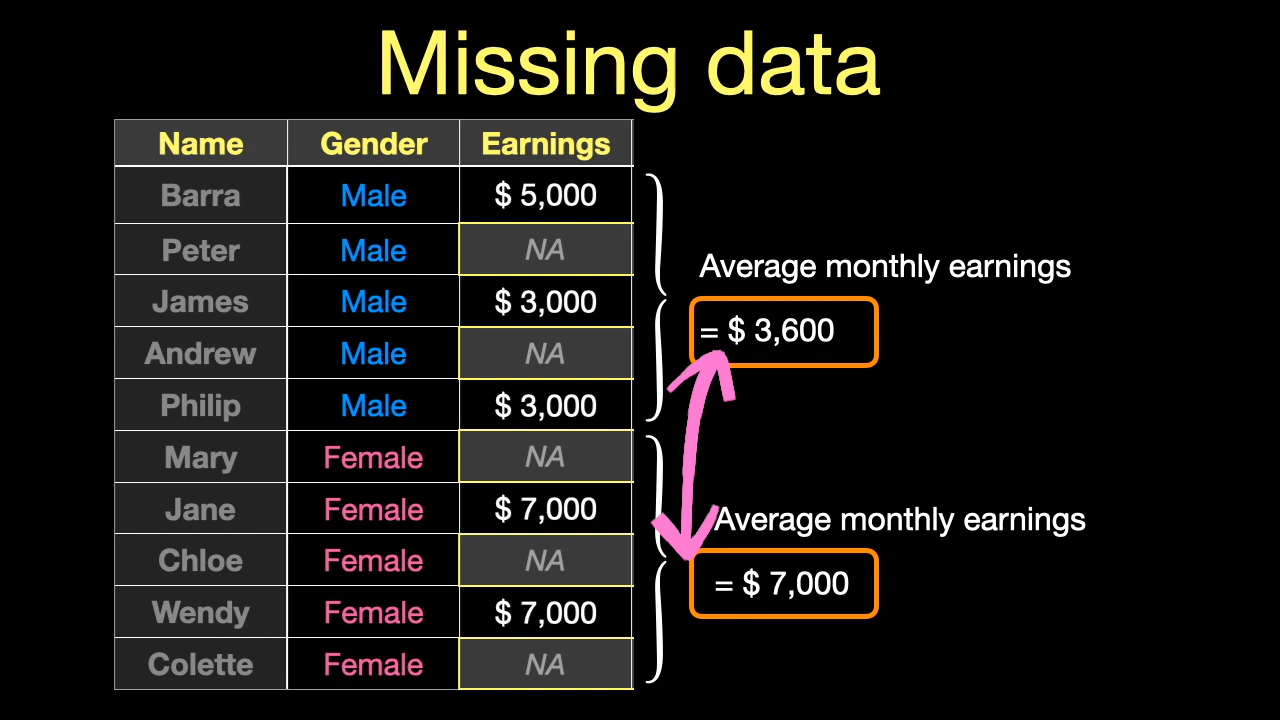 Missing data
Name Gender Earnings
Barra Male $ 5,000
Peter Male NA
James Male $ 3,000
Andrew Male NA
Philip Male $ 3,000
Mary Female NA
Jane Female $ 7,000
Chloe Female NA
Wendy Female $ 7,000
Colette Female NA
Average monthly earnings
= $ 3,600
Average monthly earnings
= $ 7,000